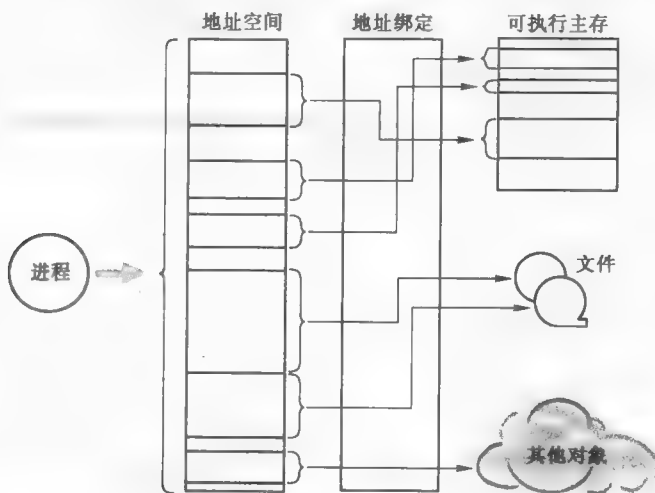 地址空间
地址绑定
可执行主存
进程
文件
其他对象